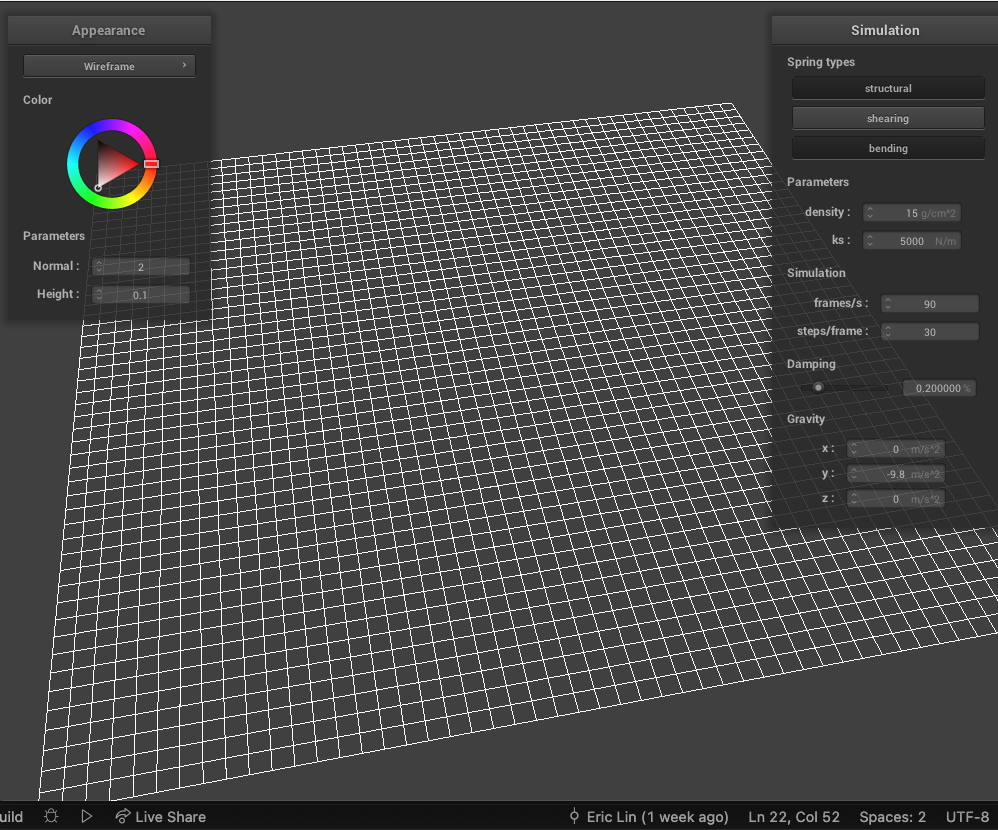 Appearance
Wireframe
Color
Parameters
Normal : 2
Height : 0.1
Simulation
Spring types
structural
shearing
bending
Parameters
density : 15 g/cm^2
ks : 5000 N/m
Simulation
frames/s : 90
steps/frame : 30
Damping
0.200000 %
Gravity
x : 0 m/s^2
y : -9.8 m/s^2
z : 0 m/s^2
uild Live Share Eric Lin (1 week ago) Ln 22, Col 52 Spaces: 2 UTF-8